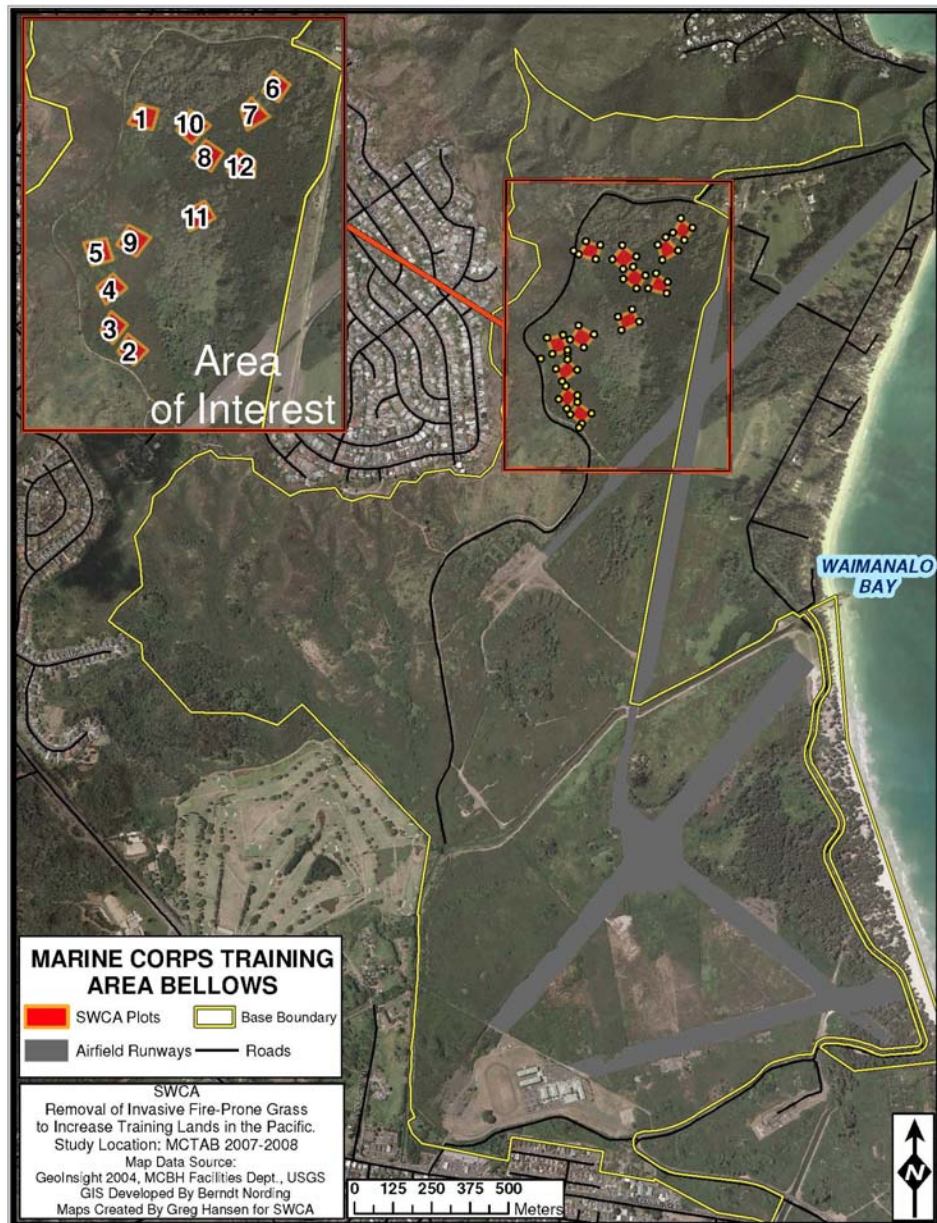 6
7
1
10
8
12
11
9
5
4
3
2
Area
of Interest
WAIMANALO
BAY
MARINE CORPS TRAINING
AREA BELLOWS
SWCA Plots
Base Boundary
Airfield Runways
Roads
SWCA
Removal of Invasive Fire-Prone Grass
to Increase Training Lands in the Pacific.
Study Location: MCTAB 2007-2008
Map Data Source:
GeoInsight 2004, MCBH Facilities Dept., USGS
GIS Developed By Berndt Nording
Maps Created By Greg Hansen for SWCA
0 125 250 375 500
Meters
N